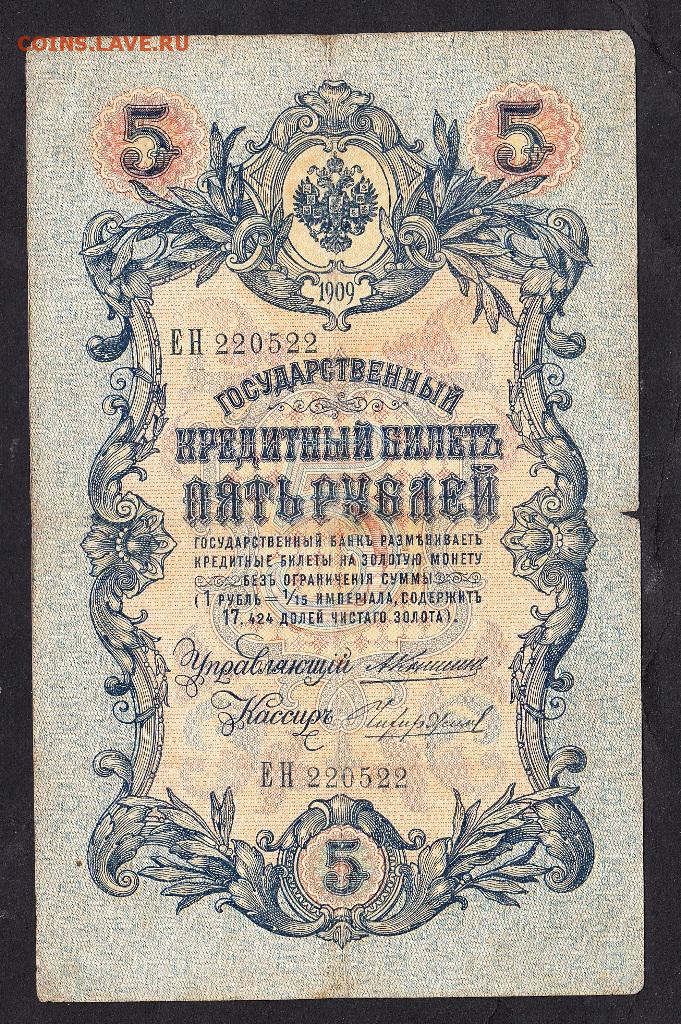 COINS.LAVE.RU
5 5
1909
ЕН 220522
ГОСУДАРСТВЕННЫЙ
КРЕДИТНЫЙ БИЛЕТЪ
ПЯТЬ РУБЛЕЙ
ГОСУДАРСТВЕННЫЙ БАНКЪ РАЗМѢНИВАЕТЪ
КРЕДИТНЫЕ БИЛЕТЫ НА ЗОЛОТУЮ МОНЕТУ
БЕЗЪ ОГРАНИЧЕНІЯ СУММЫ
(1 РУБЛЬ = 1/15 ИМПЕРІАЛА, СОДЕРЖИТЪ
17,424 ДОЛЕЙ ЧИСТАГО ЗОЛОТА).
Управляющій
Кассиръ
ЕН 220522
5